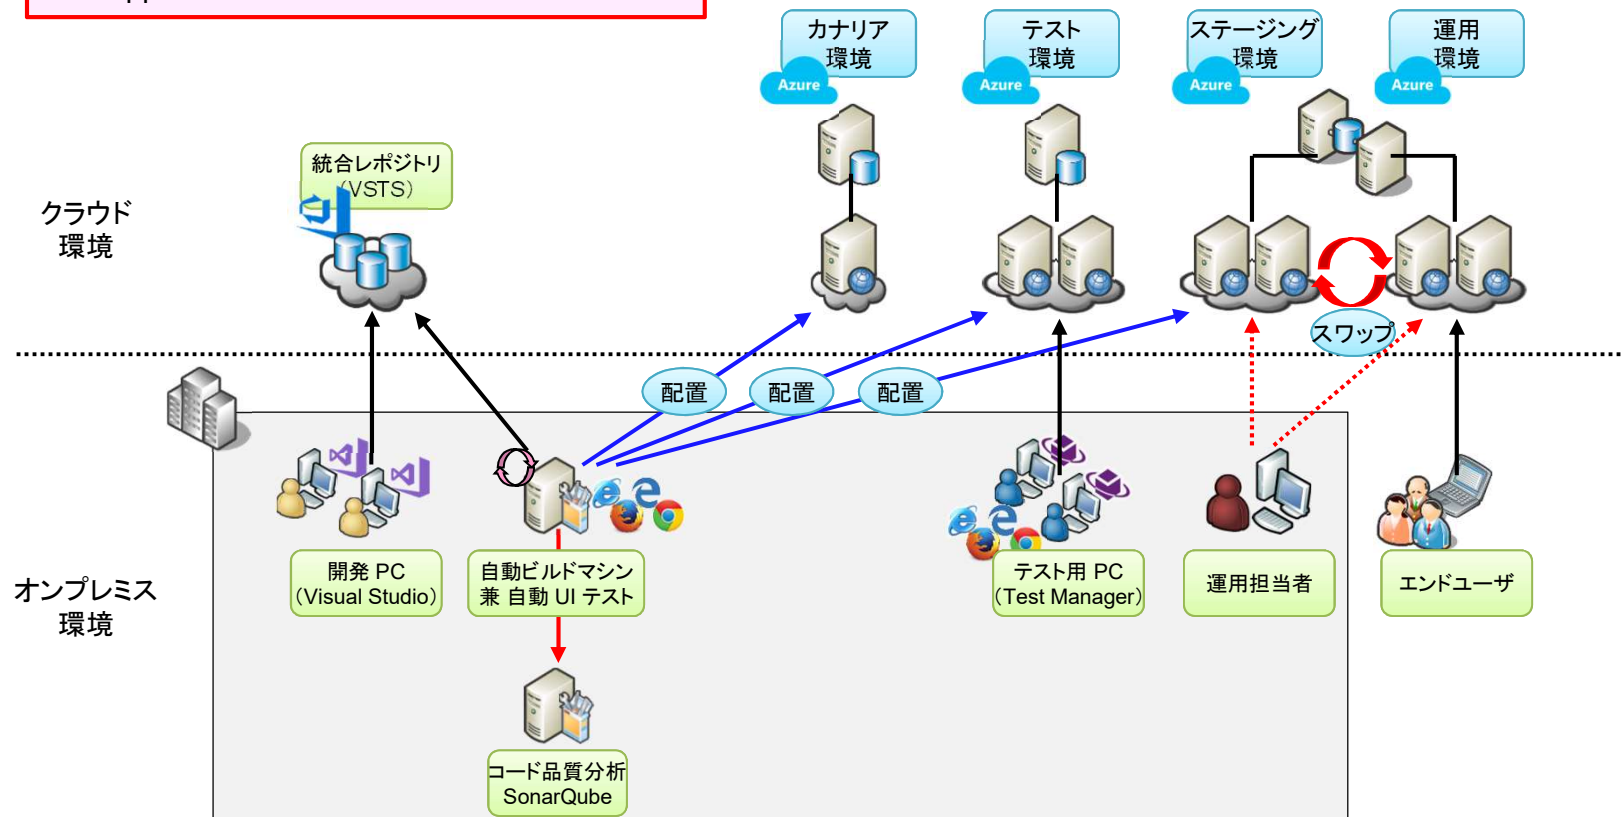 カナリア
環境
テスト
環境
ステージング
環境
運用
環境
Azure
Azure
Azure
Azure
統合レポジトリ
（VSTS）
クラウド
環境
スワップ
配置
配置
配置
開発 PC
（Visual Studio）
自動ビルドマシン
兼 自動 UI テスト
テスト用 PC
（Test Manager）
運用担当者
エンドユーザ
オンプレミス
環境
コード品質分析
SonarQube